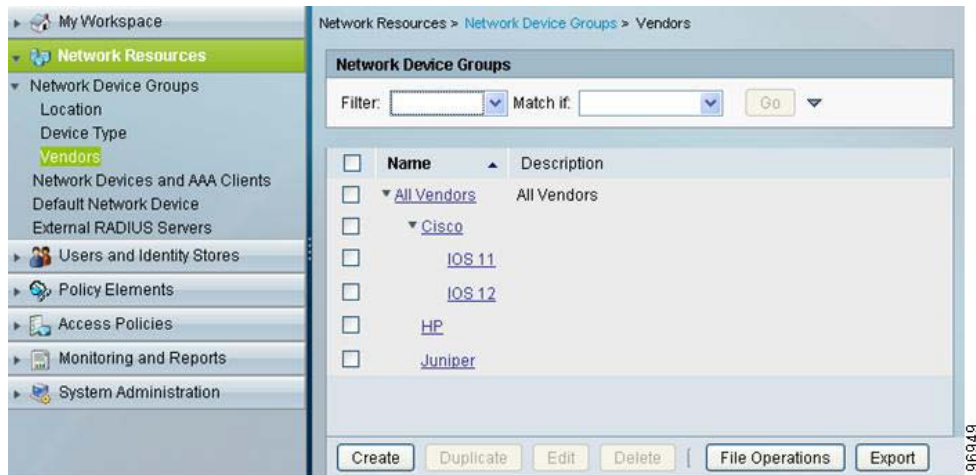 My Workspace
Network Resources
Network Device Groups
Location
Device Type
Vendors
Network Devices and AAA Clients
Default Network Device
External RADIUS Servers
Users and Identity Stores
Policy Elements
Access Policies
Monitoring and Reports
System Administration
Network Resources > Network Device Groups > Vendors
Network Device Groups
Filter: Match if: Go
Name Description
All Vendors All Vendors
Cisco
IOS 11
IOS 12
HP
Juniper
Create Duplicate Edit Delete | File Operations Export